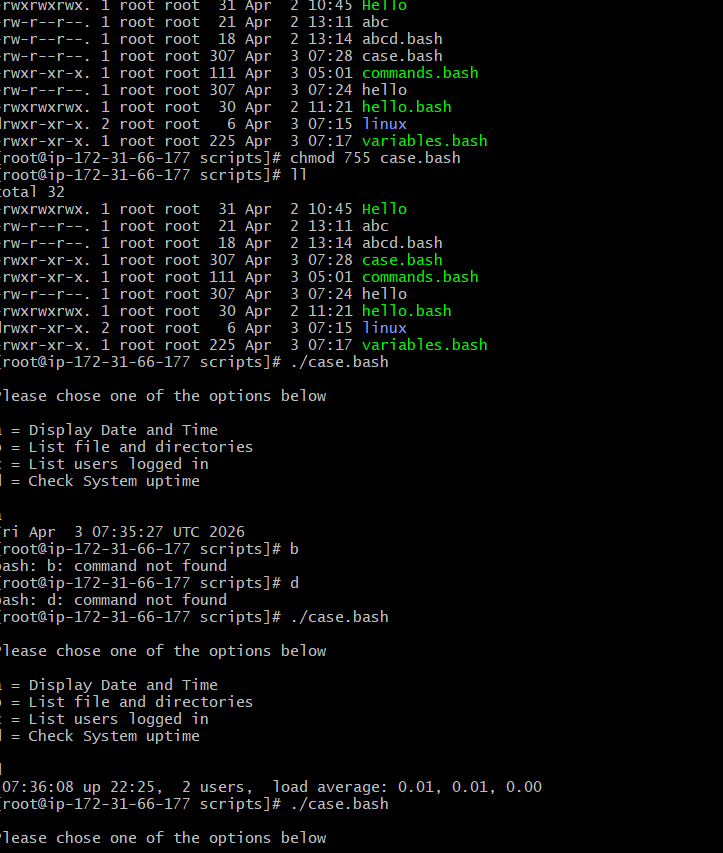 rwxrwxrwx. 1 root root  31 Apr  2 10:45 Hello
-rw-r--r--. 1 root root  21 Apr  2 13:11 abc
-rw-r--r--. 1 root root  18 Apr  2 13:14 abcd.bash
-rwxr-xr-x. 1 root root 307 Apr  3 07:28 case.bash
-rwxr-xr-x. 1 root root 111 Apr  3 05:01 commands.bash
-rwxrwxrwx. 1 root root 307 Apr  3 07:24 hello
-rwxrwxrwx. 1 root root  30 Apr  2 11:21 hello.bash
drwxr-xr-x. 2 root root   6 Apr  3 07:15 linux
-rwxr-xr-x. 1 root root 225 Apr  3 07:17 variables.bash
[root@ip-172-31-66-177 scripts]# chmod 755 case.bash
[root@ip-172-31-66-177 scripts]# ll
total 32
-rwxrwxrwx. 1 root root  31 Apr  2 10:45 Hello
-rw-r--r--. 1 root root  21 Apr  2 13:11 abc
-rw-r--r--. 1 root root  18 Apr  2 13:14 abcd.bash
-rwxr-xr-x. 1 root root 307 Apr  3 07:28 case.bash
-rwxr-xr-x. 1 root root 111 Apr  3 05:01 commands.bash
-rw-r--r--. 1 root root 307 Apr  3 07:24 hello
-rwxrwxrwx. 1 root root  30 Apr  2 11:21 hello.bash
drwxr-xr-x. 2 root root   6 Apr  3 07:15 linux
-rwxr-xr-x. 1 root root 225 Apr  3 07:17 variables.bash
[root@ip-172-31-66-177 scripts]# ./case.bash
Please chose one of the options below
a = Display Date and Time
b = List file and directories
c = List users logged in
d = Check System uptime
a
Fri Apr  3 07:35:27 UTC 2026
[root@ip-172-31-66-177 scripts]# b
bash: b: command not found
[root@ip-172-31-66-177 scripts]# d
bash: d: command not found
[root@ip-172-31-66-177 scripts]# ./case.bash
Please chose one of the options below
a = Display Date and Time
b = List file and directories
c = List users logged in
d = Check System uptime
d
07:36:08 up 22:25,  2 users,  load average: 0.01, 0.01, 0.00
[root@ip-172-31-66-177 scripts]# ./case.bash
Please chose one of the options below